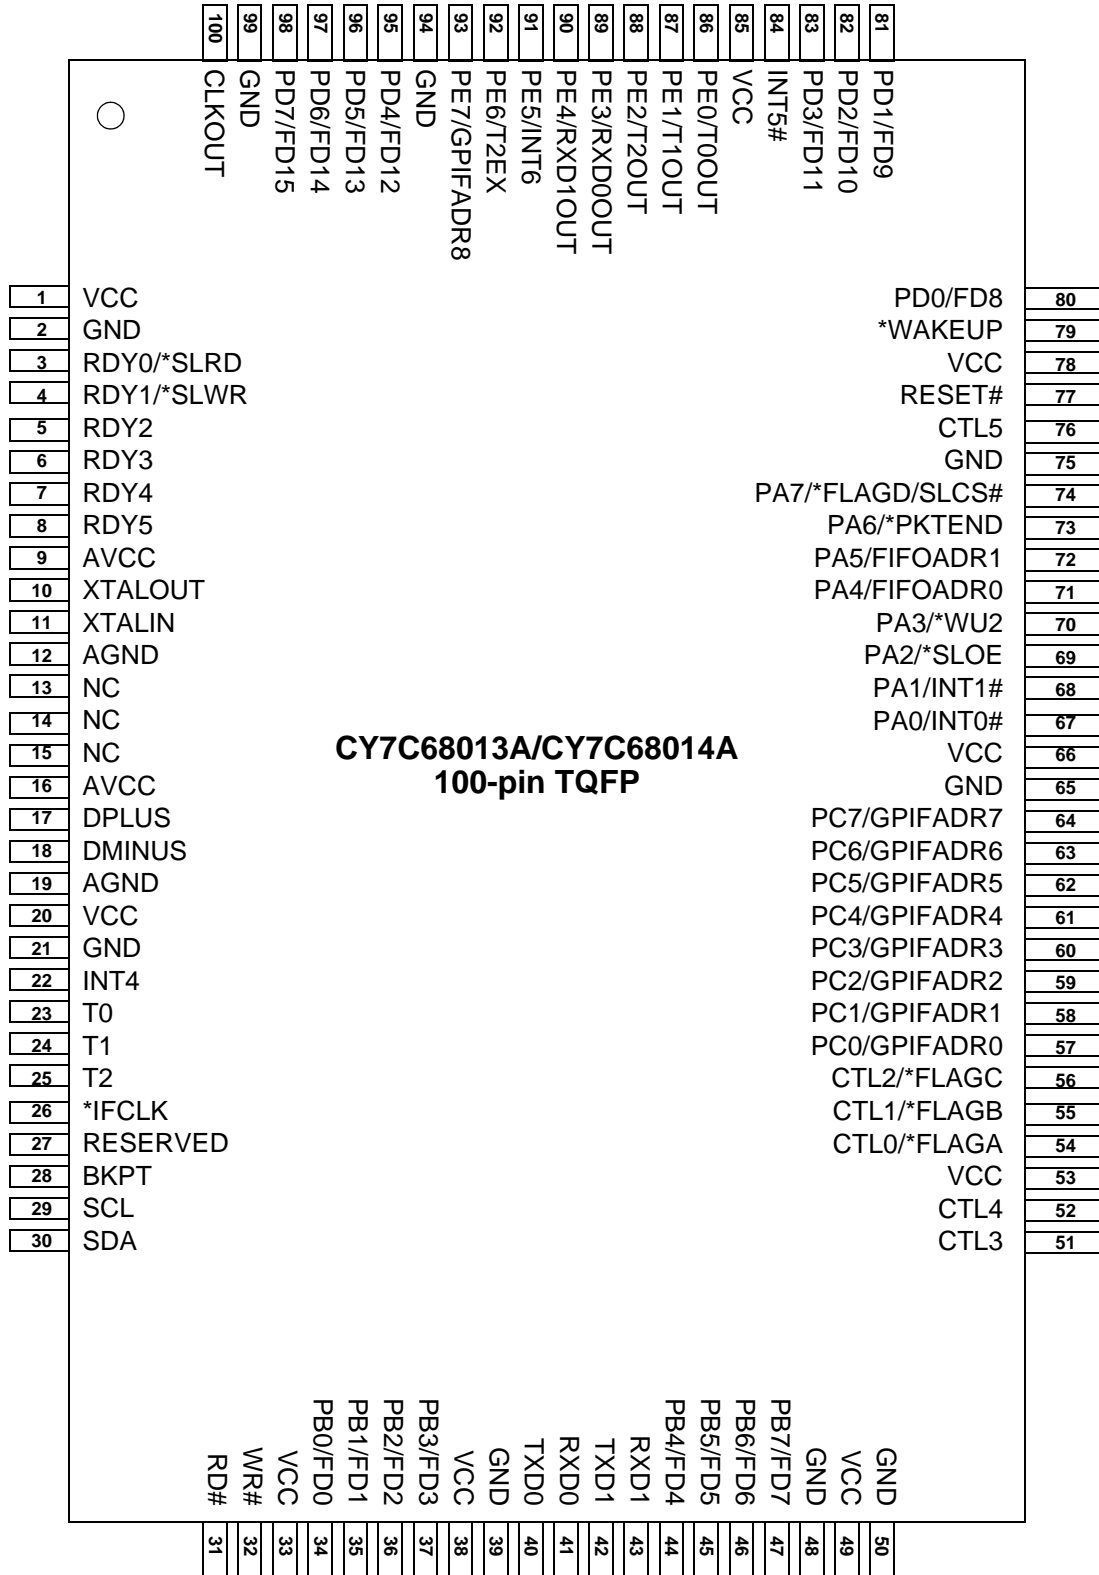 100 99 98 97 96 95 94 93 92 91 90 89 88 87 86 85 84 83 82 81
CLKOUT
GND
PD7/FD15
PD6/FD14
PD5/FD13
PD4/FD12
GND
PE7/GPIFADR8
PE6/T2EX
PE5/INT6
PE4/RXD1OUT
PE3/RXD0OUT
PE2/T2OUT
PE1/T1OUT
PE0/T0OUT
VCC
INT5#
PD3/FD11
PD2/FD10
PD1/FD9
1 VCC
2 GND
3 RDY0/*SLRD
4 RDY1/*SLWR
5 RDY2
6 RDY3
7 RDY4
8 RDY5
9 AVCC
10 XTALOUT
11 XTALIN
12 AGND
13 NC
14 NC
15 NC
16 AVCC
17 DPLUS
18 DMINUS
19 AGND
20 VCC
21 GND
22 INT4
23 T0
24 T1
25 T2
26 *IFCLK
27 RESERVED
28 BKPT
29 SCL
30 SDA
CY7C68013A/CY7C68014A
100-pin TQFP
PD0/FD8 80
*WAKEUP 79
VCC 78
RESET# 77
CTL5 76
GND 75
PA7/*FLAGD/SLCS# 74
PA6/*PKTEND 73
PA5/FIFOADR1 72
PA4/FIFOADR0 71
PA3/*WU2 70
PA2/*SLOE 69
PA1/INT1# 68
PA0/INT0# 67
VCC 66
GND 65
PC7/GPIFADR7 64
PC6/GPIFADR6 63
PC5/GPIFADR5 62
PC4/GPIFADR4 61
PC3/GPIFADR3 60
PC2/GPIFADR2 59
PC1/GPIFADR1 58
PC0/GPIFADR0 57
CTL2/*FLAGC 56
CTL1/*FLAGB 55
CTL0/*FLAGA 54
VCC 53
CTL4 52
CTL3 51
RD#
WR#
VCC
PB0/FD0
PB1/FD1
PB2/FD2
PB3/FD3
VCC
GND
TXD0
RXD0
TXD1
RXD1
PB4/FD4
PB5/FD5
PB6/FD6
PB7/FD7
GND
VCC
GND
31 32 33 34 35 36 37 38 39 40 41 42 43 44 45 46 47 48 49 50